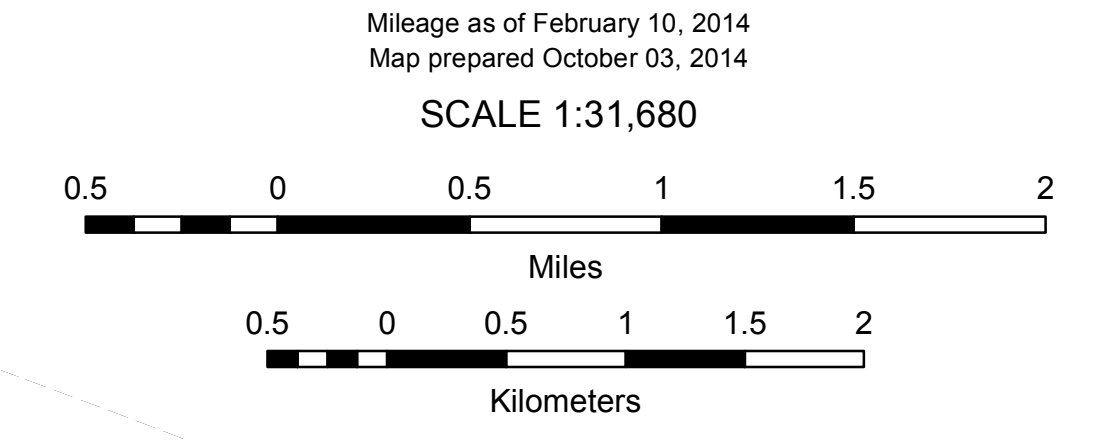 Mileage as of February 10, 2014
Map prepared October 03, 2014
SCALE 1:31,680
0.5 0 0.5 1 1.5 2
Miles
0.5 0 0.5 1 1.5 2
Kilometers